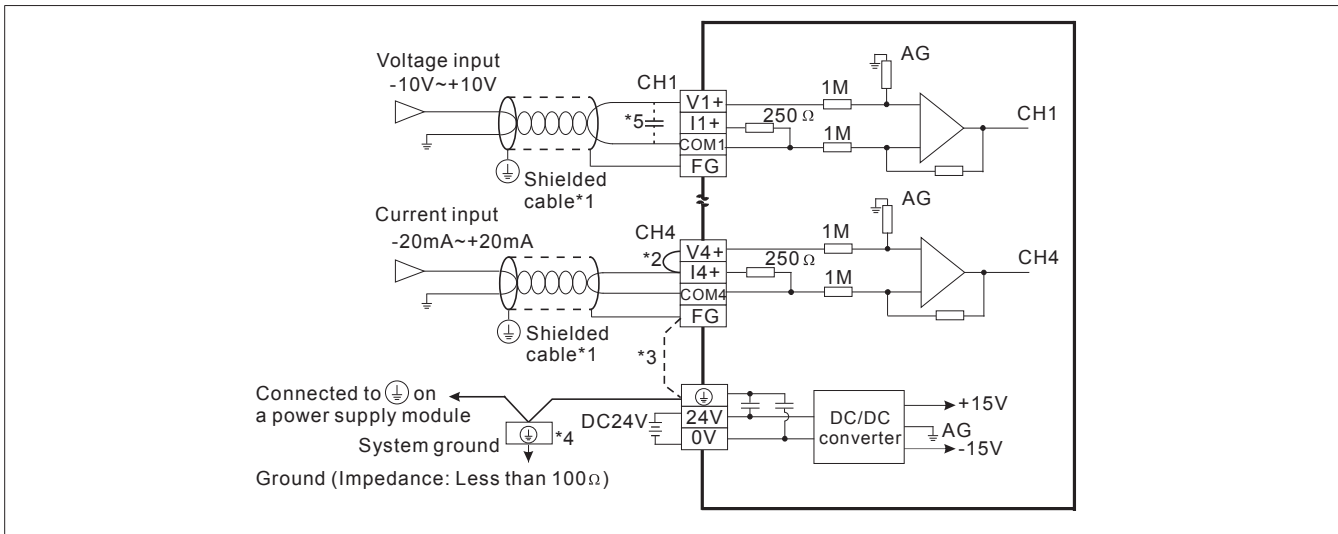 Voltage input
-10V~+10V
CH1
*5
V1+
I1+
COM1
FG
Shielded
cable*1
1M
AG
250 Ω
1M
CH1
Current input
-20mA~+20mA
CH4
*2
V4+
I4+
COM4
FG
Shielded
cable*1
*3
1M
AG
250 Ω
1M
CH4
Connected to ⏚ on
a power supply module
System ground
*4
Ground (Impedance: Less than 100Ω)
DC24V
24V
0V
DC/DC
converter
+15V
AG
-15V